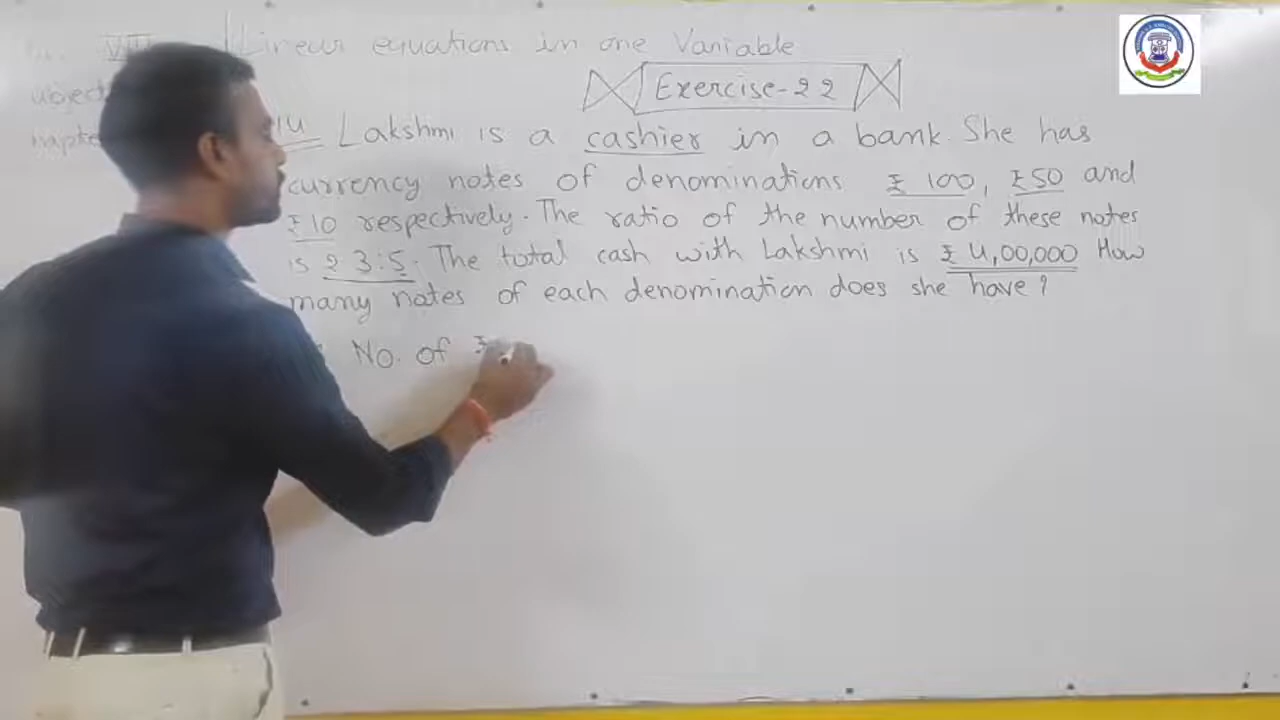 VIII Linear equations in one Variable
Exercise-2 2
14 Lakshmi is a cashier in a bank. She has
currency notes of denominations ₹ 100, ₹50 and
₹10 respectively. The ratio of the number of these notes
is 2 3:5. The total cash with Lakshmi is ₹ 4,00,000 How
many notes of each denomination does she have?
No. of ₹